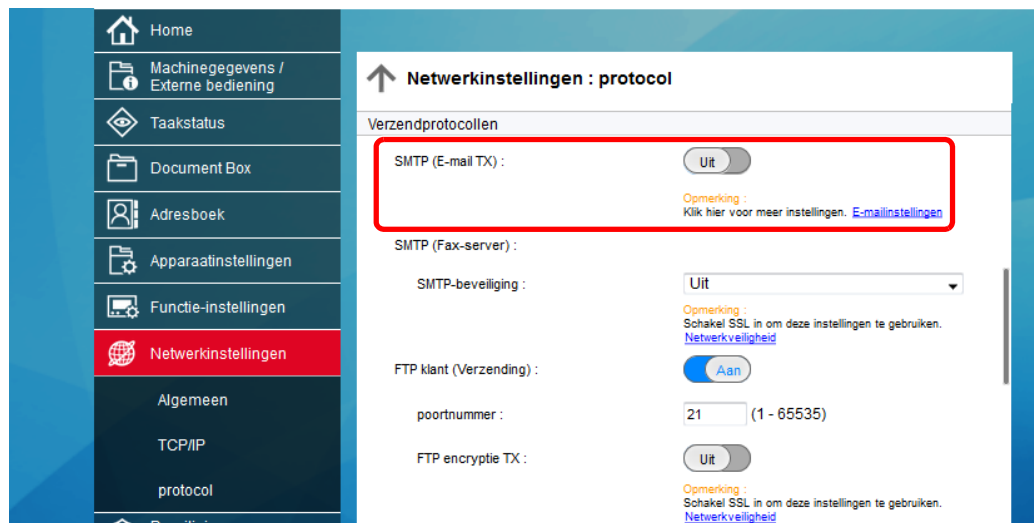 Home
Machinegegevens /
Externe bediening
Taakstatus
Document Box
Adresboek
Apparaatinstellingen
Functie-instellingen
Netwerkinstellingen
Algemeen
TCP/IP
protocol
Netwerkinstellingen : protocol
Verzendprotocollen
SMTP (E-mail TX) :
Uit
Opmerking :
Klik hier voor meer instellingen. E-mailinstellingen
SMTP (Fax-server) :
SMTP-beveiliging :
Uit
Opmerking :
Schakel SSL in om deze instellingen te gebruiken.
Netwerkveiligheid
FTP klant (Verzending) :
Aan
poortnummer :
21 (1 - 65535)
FTP encryptie TX :
Uit
Opmerking :
Schakel SSL in om deze instellingen te gebruiken.
Netwerkveiligheid